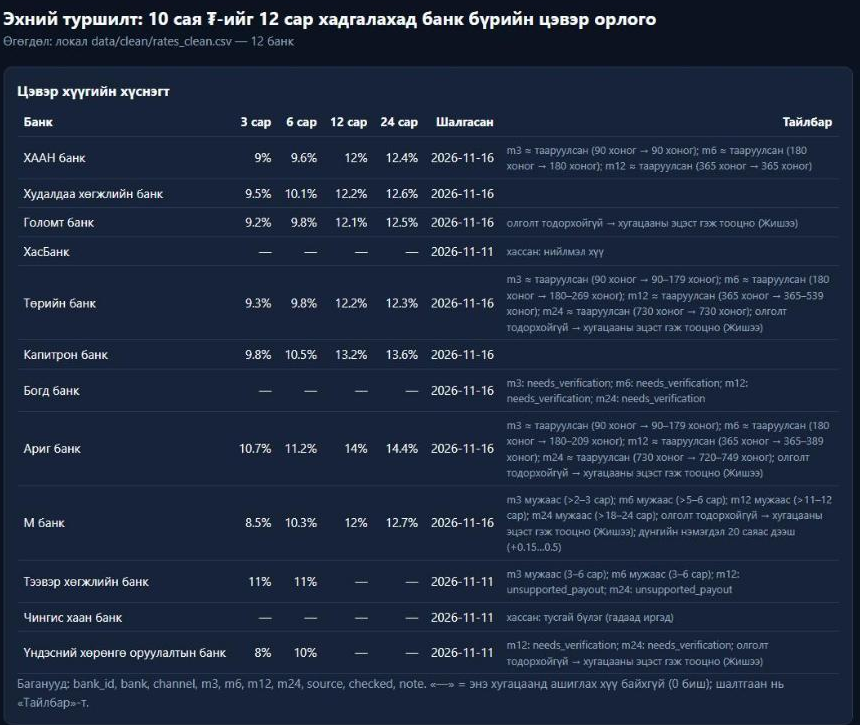 Эхний туршилт: 10 сая ₮-ийг 12 сар хадгалахад банк бүрийн цэвэр орлого
Өгөгдөл: локал data/clean/rates_clean.csv — 12 банк
Цэвэр хүүгийн хүснэгт
Банк 3 сар 6 сар 12 сар 24 сар Шалгасан Тайлбар
ХААН банк 9% 9.6% 12% 12.4% 2026-11-16 m3 ≈ тааруулсан (90 хоног → 90 хоног); m6 ≈ тааруулсан (180
хоног → 180 хоног); m12 ≈ тааруулсан (365 хоног → 365 хоног)
Худалдаа хөгжлийн банк 9.5% 10.1% 12.2% 12.6% 2026-11-16
Голомт банк 9.2% 9.8% 12.1% 12.5% 2026-11-16 олголт тодорхойгүй → хугацааны эцэст гэж тооцно (Жишээ)
ХасБанк — — — — 2026-11-11 хассан: нийлмэл хүү
Төрийн банк 9.3% 9.8% 12.2% 12.3% 2026-11-16 m3 ≈ тааруулсан (90 хоног → 90–179 хоног); m6 ≈ тааруулсан (180
хоног → 180–269 хоног); m12 ≈ тааруулсан (365 хоног → 365–539
хоног); m24 ≈ тааруулсан (730 хоног → 730 хоног); олголт
тодорхойгүй → хугацааны эцэст гэж тооцно (Жишээ)
Капитрон банк 9.8% 10.5% 13.2% 13.6% 2026-11-16
Богд банк — — — — 2026-11-16 m3: needs_verification; m6: needs_verification; m12:
needs_verification; m24: needs_verification
Ариг банк 10.7% 11.2% 14% 14.4% 2026-11-16 m3 ≈ тааруулсан (90 хоног → 90–179 хоног); m6 ≈ тааруулсан (180
хоног → 180–209 хоног); m12 ≈ тааруулсан (365 хоног → 365–389
хоног); m24 ≈ тааруулсан (730 хоног → 720–749 хоног); олголт
тодорхойгүй → хугацааны эцэст гэж тооцно (Жишээ)
М банк 8.5% 10.3% 12% 12.7% 2026-11-16 m3 мужаас (>2–3 сар); m6 мужаас (>5–6 сар); m12 мужаас (>11–12
сар); m24 мужаас (>18–24 сар); олголт тодорхойгүй → хугацааны
эцэст гэж тооцно (Жишээ); дүнгийн нэмэгдэл 20 саяас дээш
(+0.15…0.5)
Тээвэр хөгжлийн банк 11% 11% — — 2026-11-11 m3 мужаас (3–6 сар); m6 мужаас (3–6 сар); m12:
unsupported_payout; m24: unsupported_payout
Чингис хаан банк — — — — 2026-11-11 хассан: тусгай бүлэг (гадаад иргэд)
Үндэсний хөрөнгө оруулалтын банк 8% 10% — — 2026-11-11 m12: needs_verification; m24: needs_verification; олголт
тодорхойгүй → хугацааны эцэст гэж тооцно (Жишээ)
Баганууд: bank_id, bank, channel, m3, m6, m12, m24, source, checked, note. «—» = энэ хугацаанд ашиглах хүү байхгүй (0 биш); шалтгаан нь
«Тайлбар»-т.